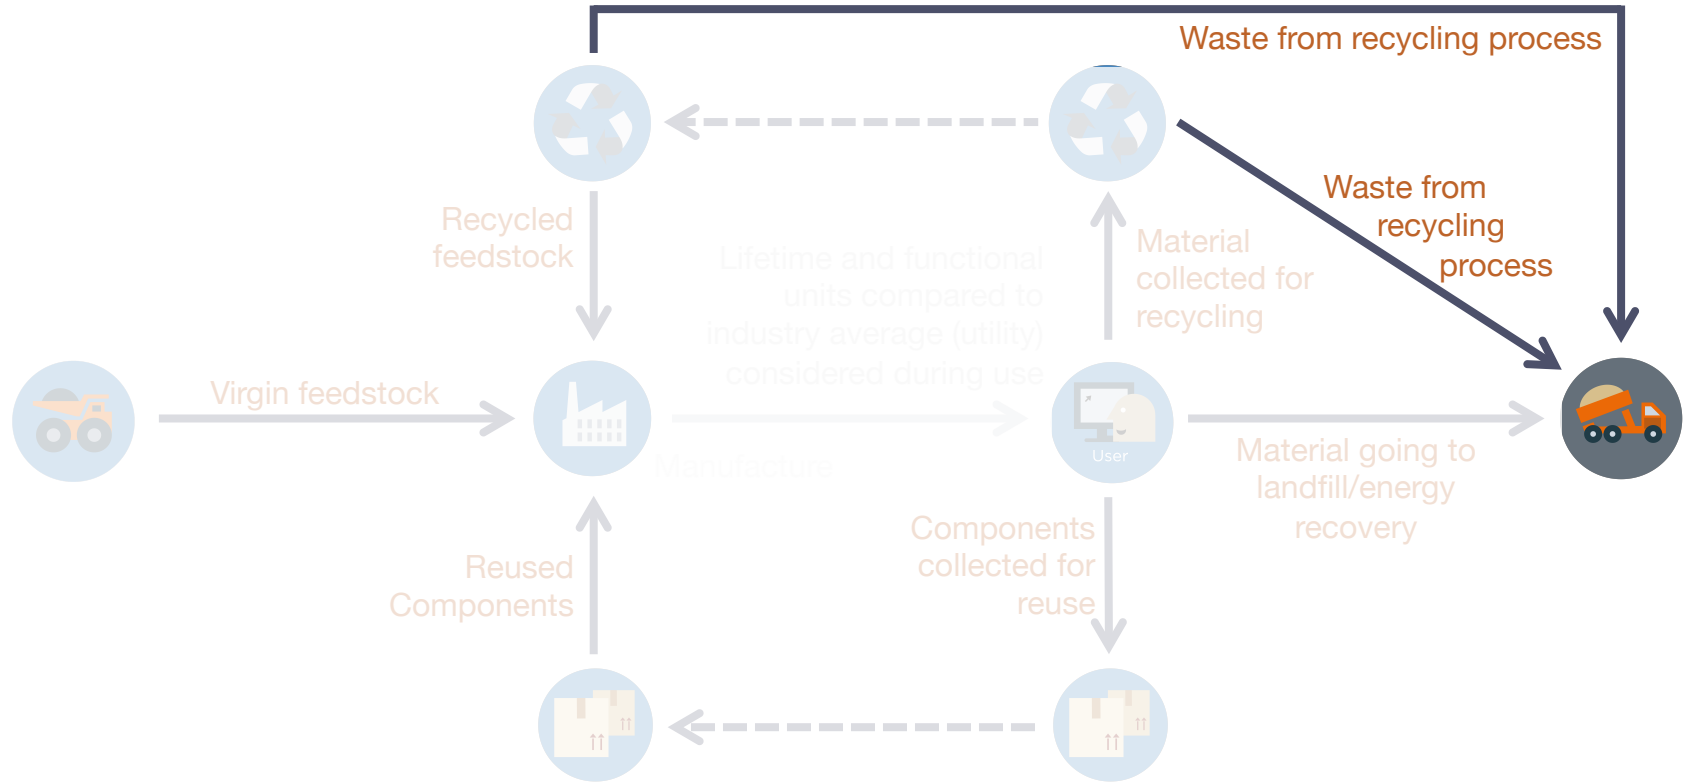 Waste from recycling process
Waste from
recycling
process
Recycled
feedstock
Lifetime and functional
units compared to
industry average (utility)
considered during use
Material
collected for
recycling
Virgin feedstock
User
Manufacture
Material going to
landfill/energy
recovery
Components
collected for
reuse
Reused
Components